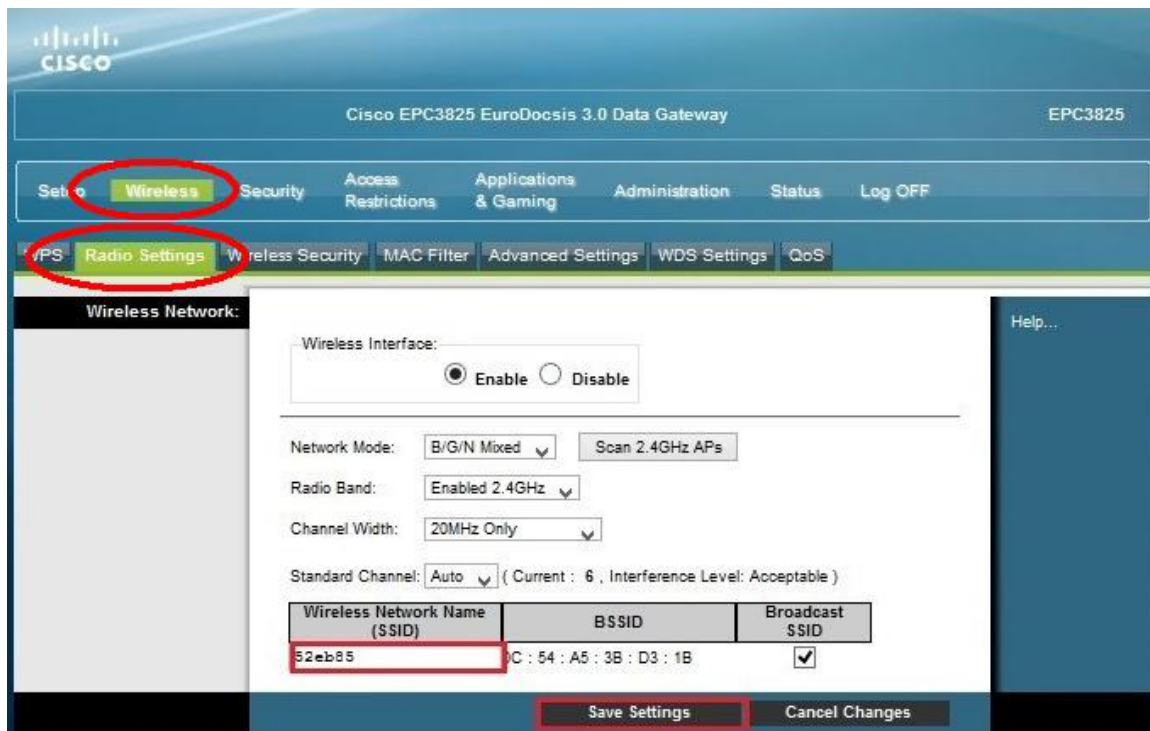 CISCO
Cisco EPC3825 EuroDocsis 3.0 Data Gateway EPC3825
Setup Wireless Security Access Restrictions Applications & Gaming Administration Status Log OFF
WPS Radio Settings Wireless Security MAC Filter Advanced Settings WDS Settings QoS
Wireless Network:
Help...
Wireless Interface:
Enable Disable
Network Mode: B/G/N Mixed Scan 2.4GHz APs
Radio Band: Enabled 2.4GHz
Channel Width: 20MHz Only
Standard Channel: Auto ( Current : 6 , Interference Level: Acceptable )
Wireless Network Name (SSID) BSSID Broadcast SSID
52eb85 : 54 : A5 : 3B : D3 : 1B
Save Settings Cancel Changes